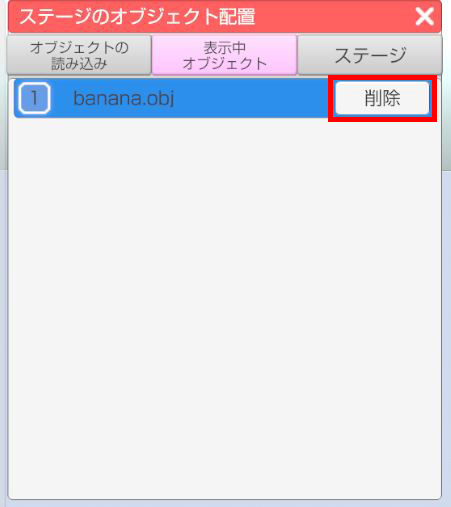 ステージのオブジェクト配置
オブジェクトの
読み込み
表示中
オブジェクト
ステージ
1 banana.obj 削除